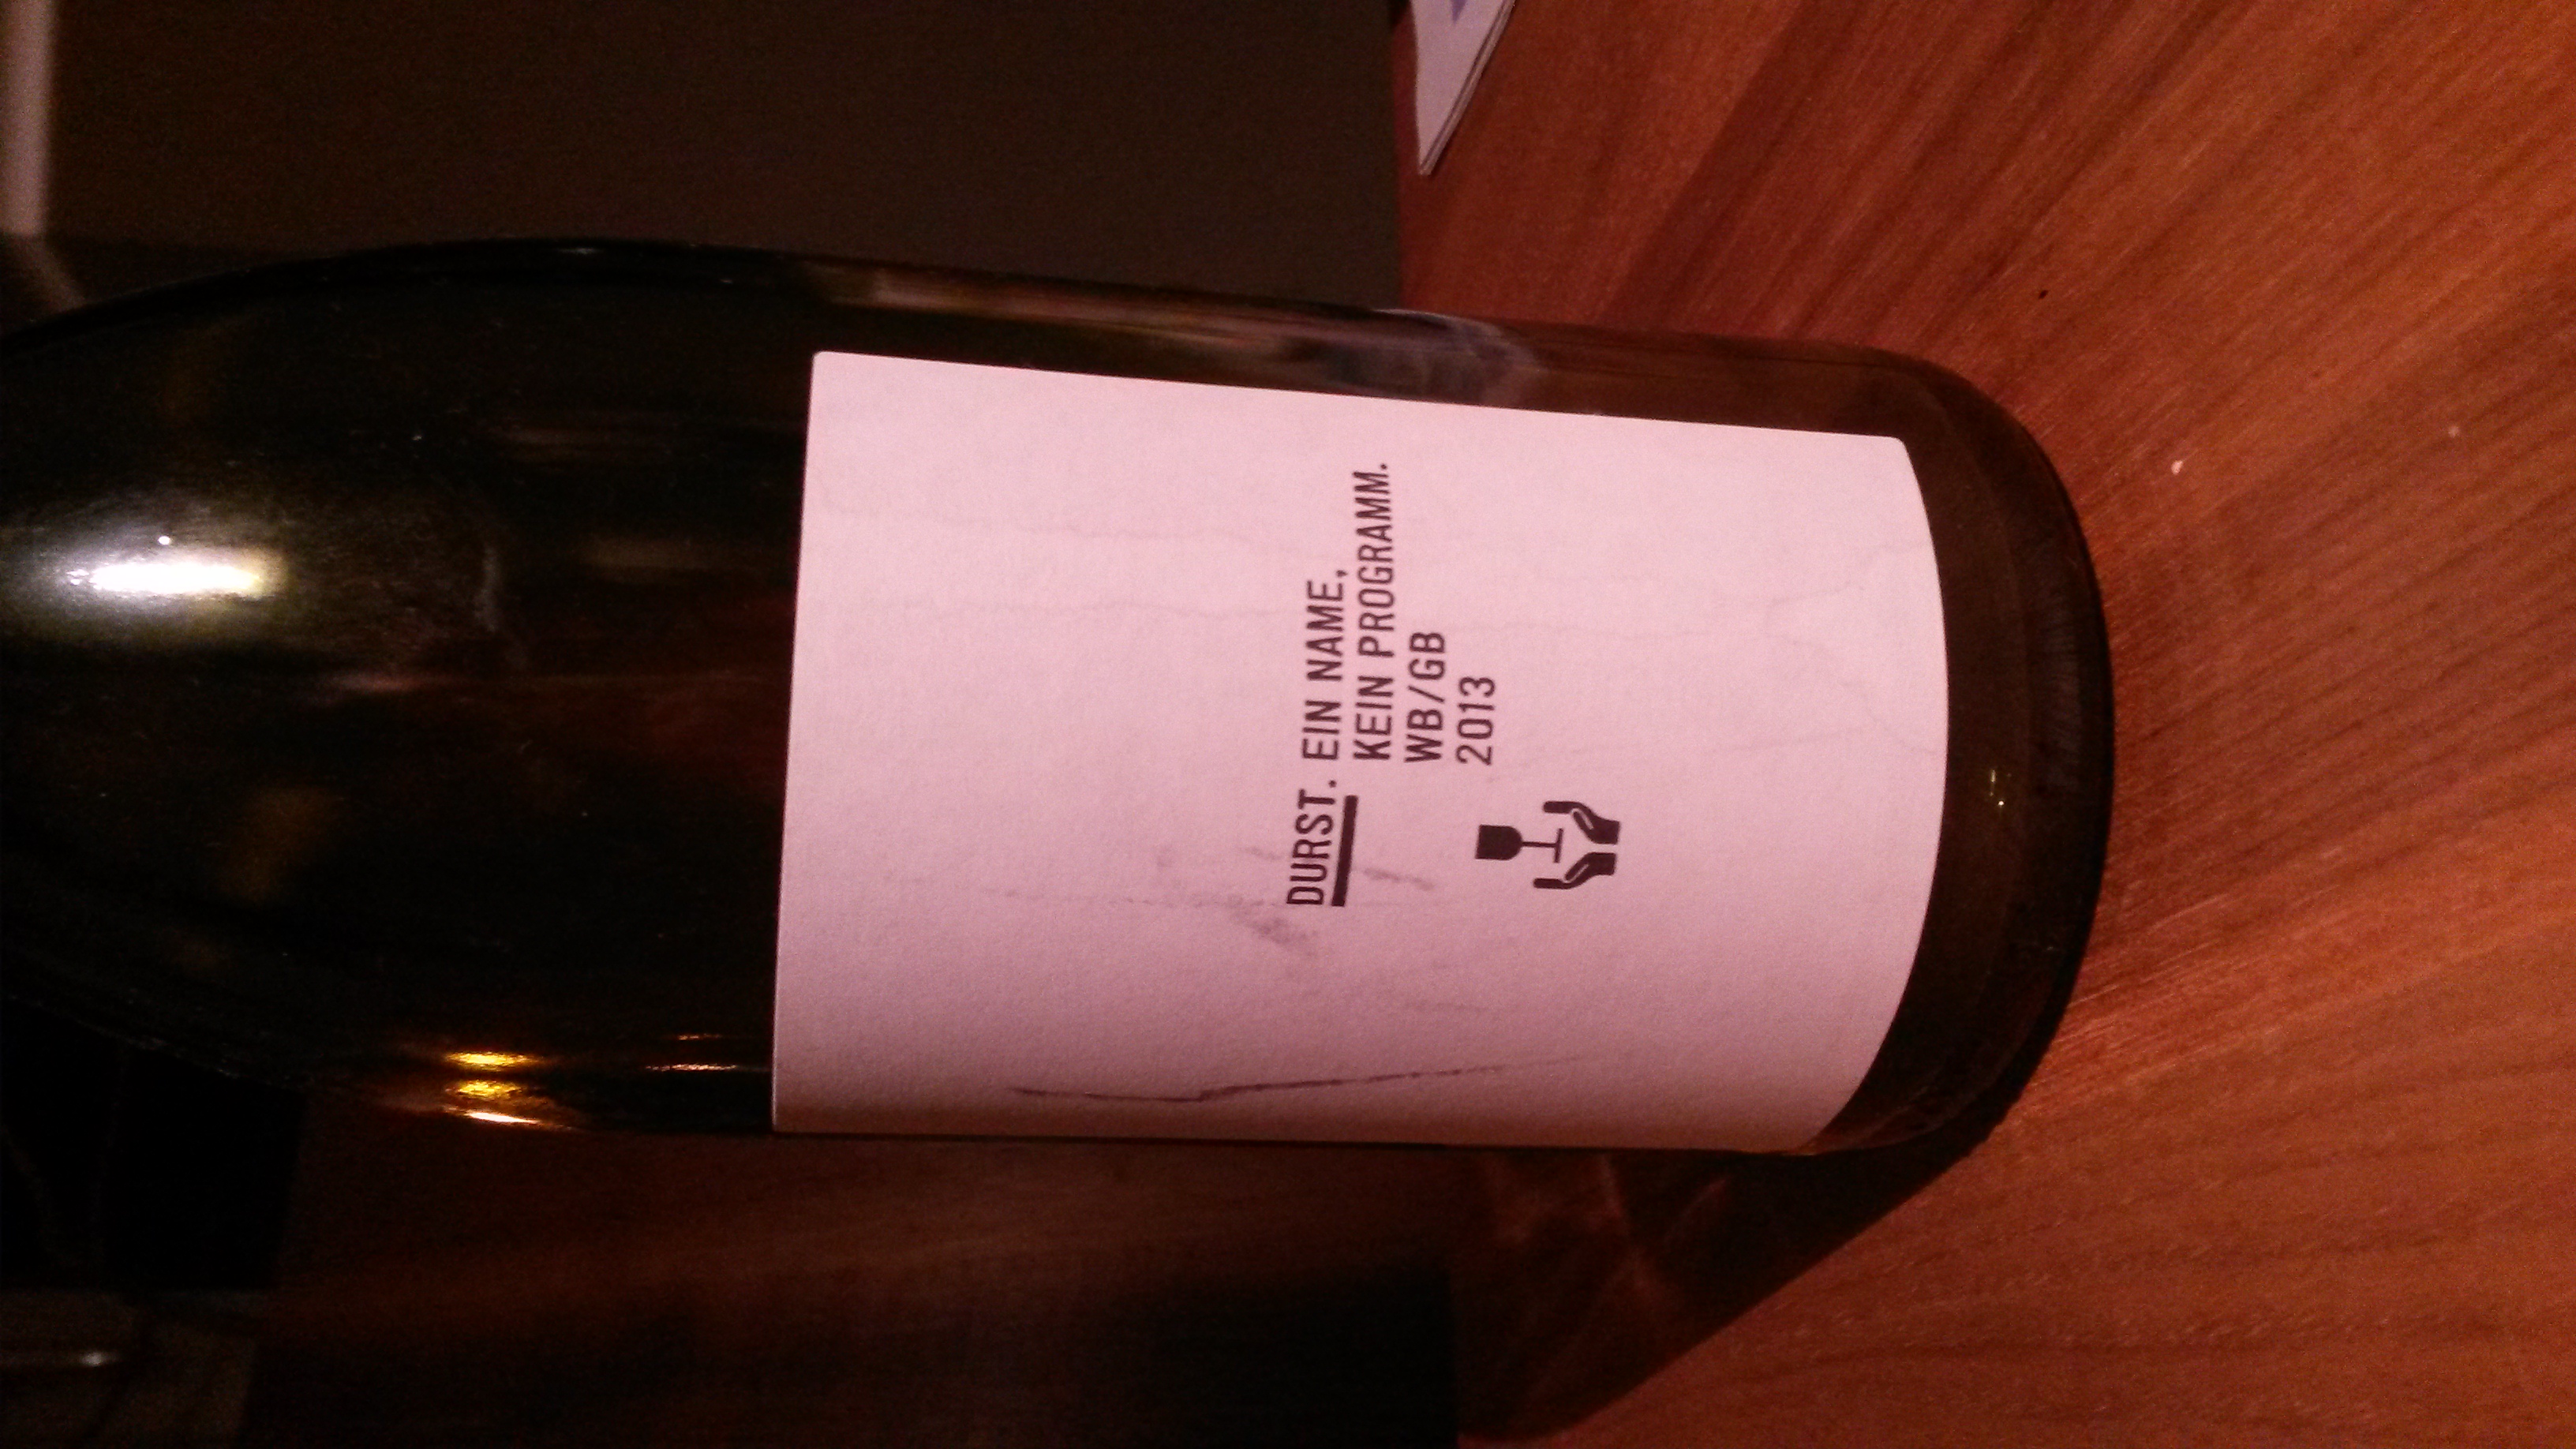 DURST. EIN NAME,
KEIN PROGRAMM.
WB/GB
2013